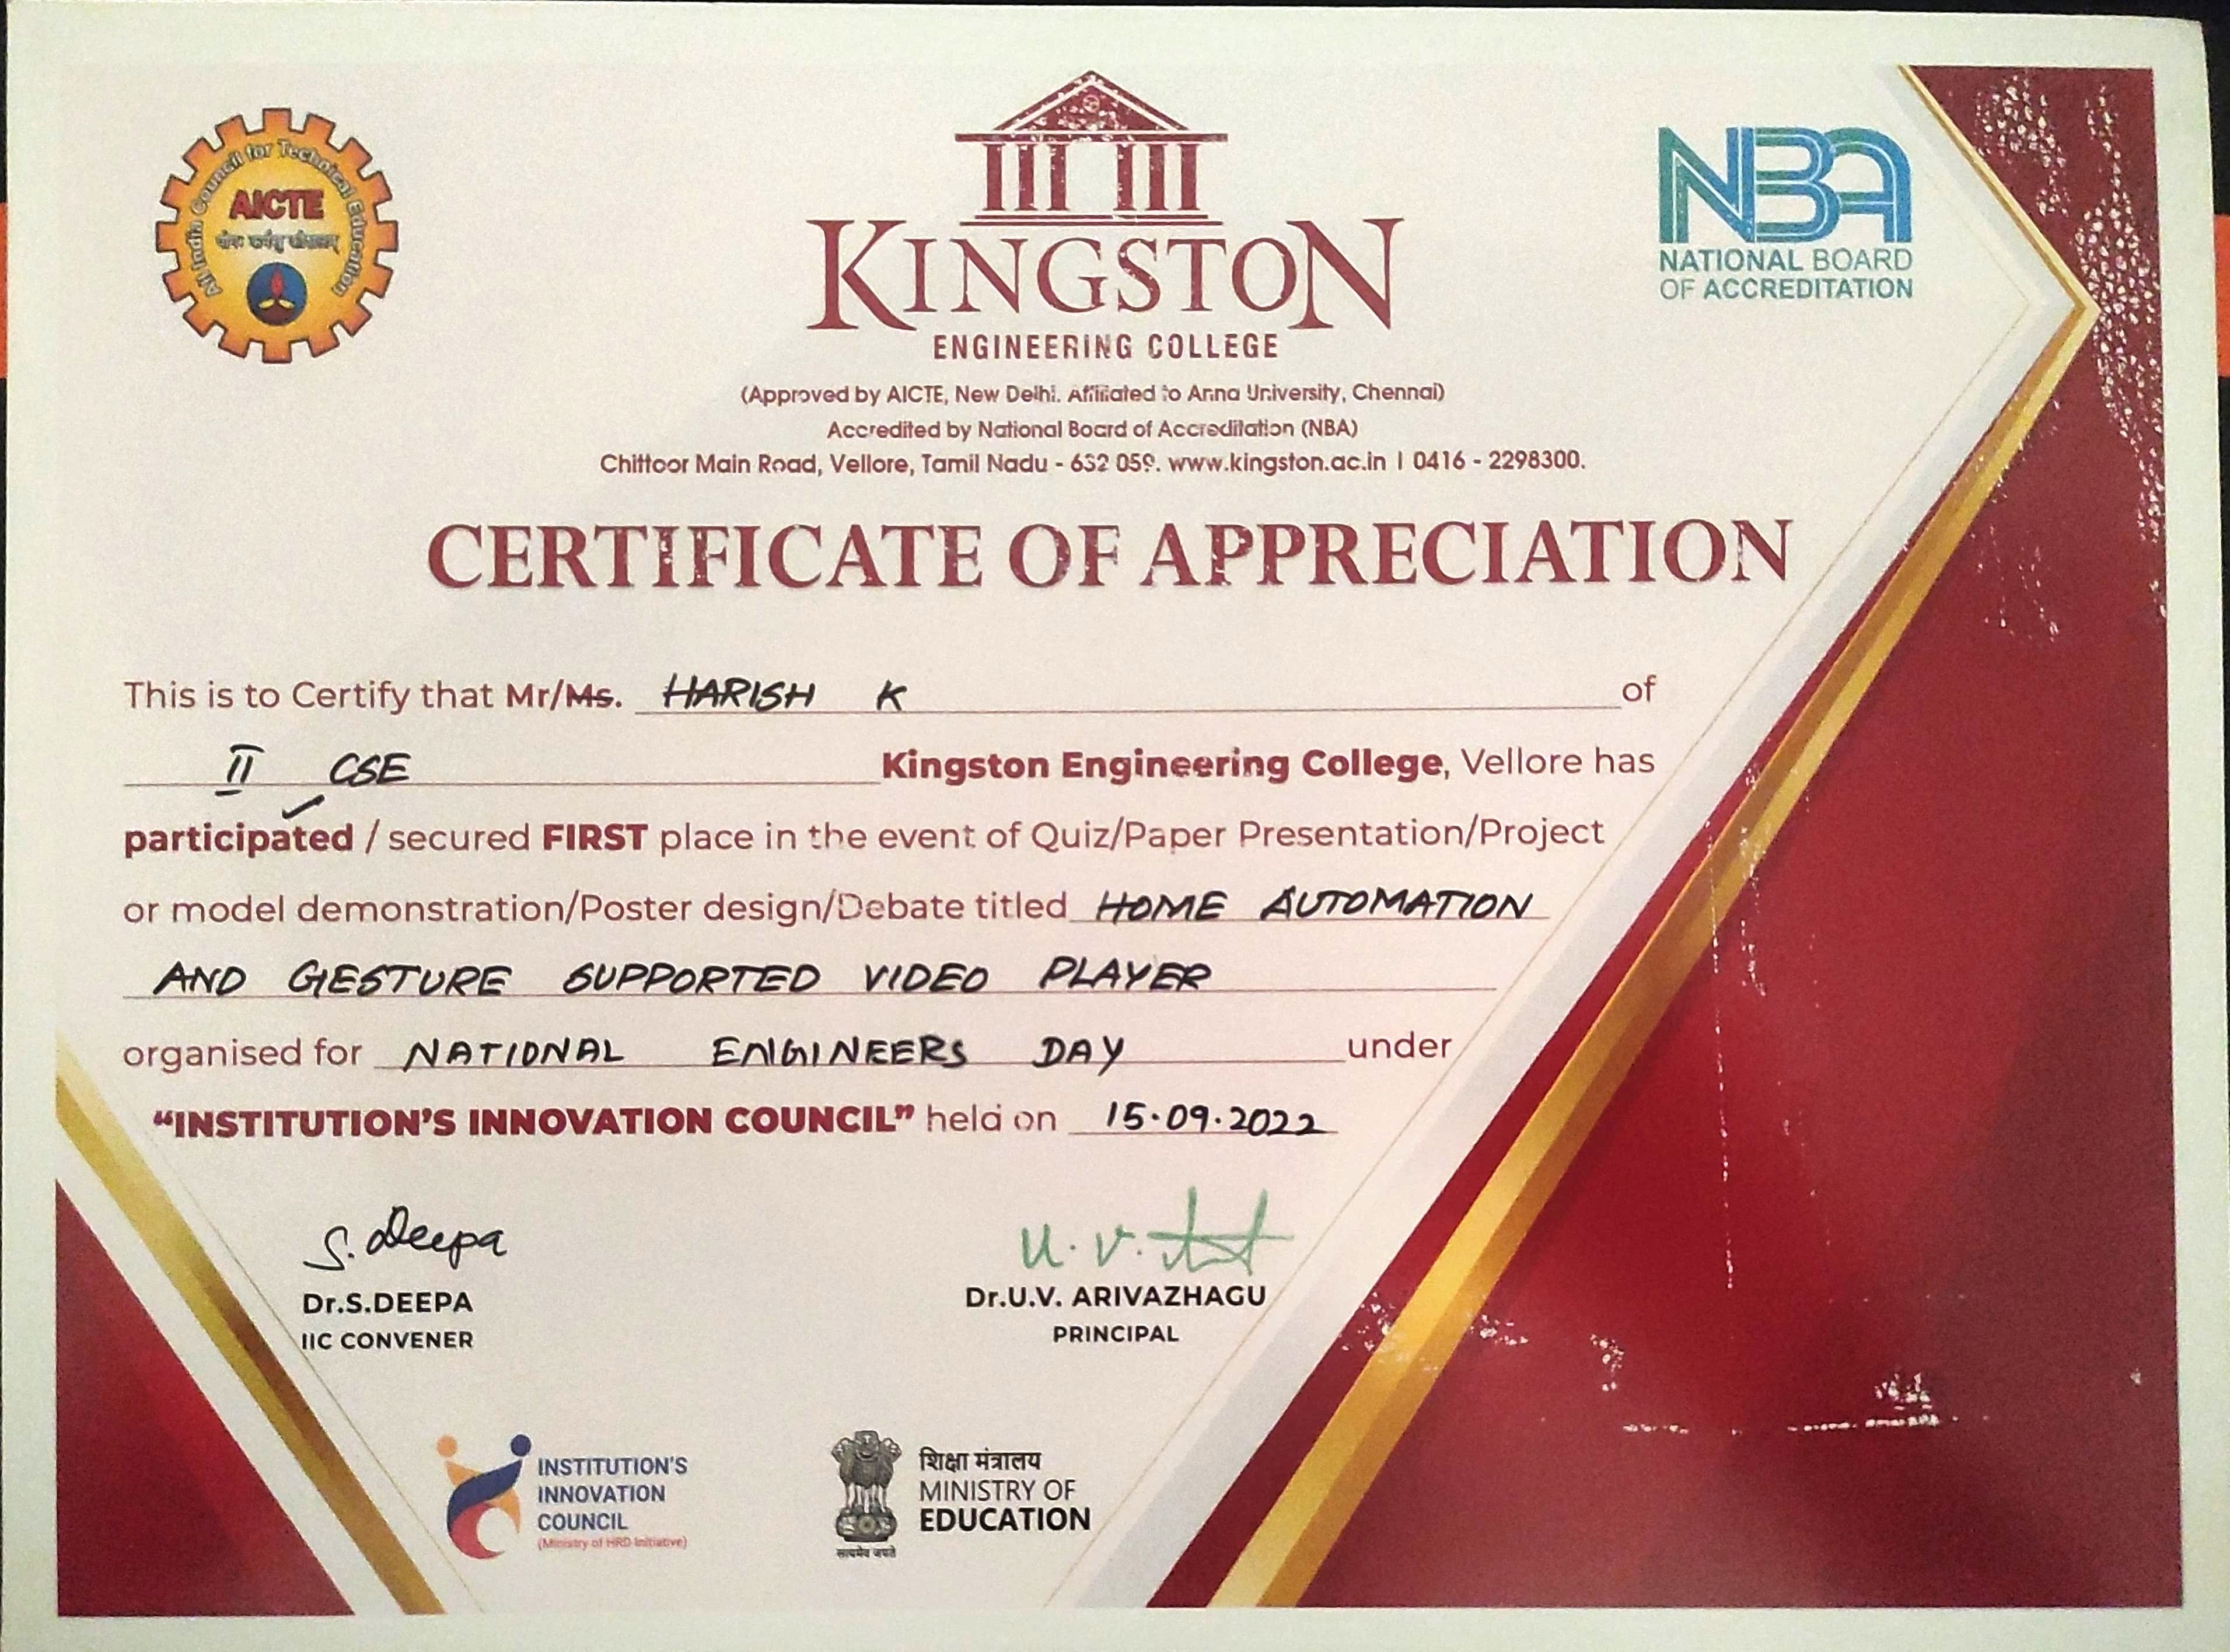 All India Council for Technical Education
AICTE
KINGSTON
ENGINEERING COLLEGE
NBA
NATIONAL BOARD
OF ACCREDITATION
(Approved by AICTE, New Delhi. Affiliated to Anna University, Chennai)
Accredited by National Board of Accreditation (NBA)
Chittoor Main Road, Vellore, Tamil Nadu - 632 059. www.kingston.ac.in | 0416 - 2298300.
CERTIFICATE OF APPRECIATION
This is to Certify that Mr/Ms. HARISH K of
II CSE Kingston Engineering College, Vellore has
participated / secured FIRST place in the event of Quiz/Paper Presentation/Project
or model demonstration/Poster design/Debate titled HOME AUTOMATION
AND GESTURE SUPPORTED VIDEO PLAYER
organised for NATIONAL ENGINEERS DAY under
“INSTITUTION’S INNOVATION COUNCIL” held on 15.09.2022
S. Deepa
Dr.S.DEEPA
IIC CONVENER
U.V.
Dr.U.V. ARIVAZHAGU
PRINCIPAL
INSTITUTION'S
INNOVATION
COUNCIL
(Ministry of HRD Initiative)
शिक्षा मंत्रालय
MINISTRY OF
EDUCATION
सत्यमेव जयते